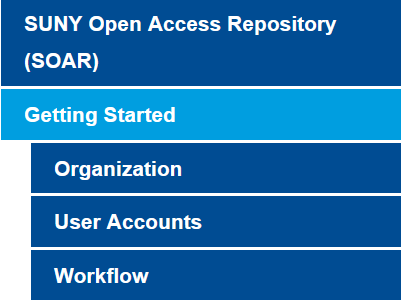 SUNY Open Access Repository
(SOAR)
Getting Started
Organization
User Accounts
Workflow